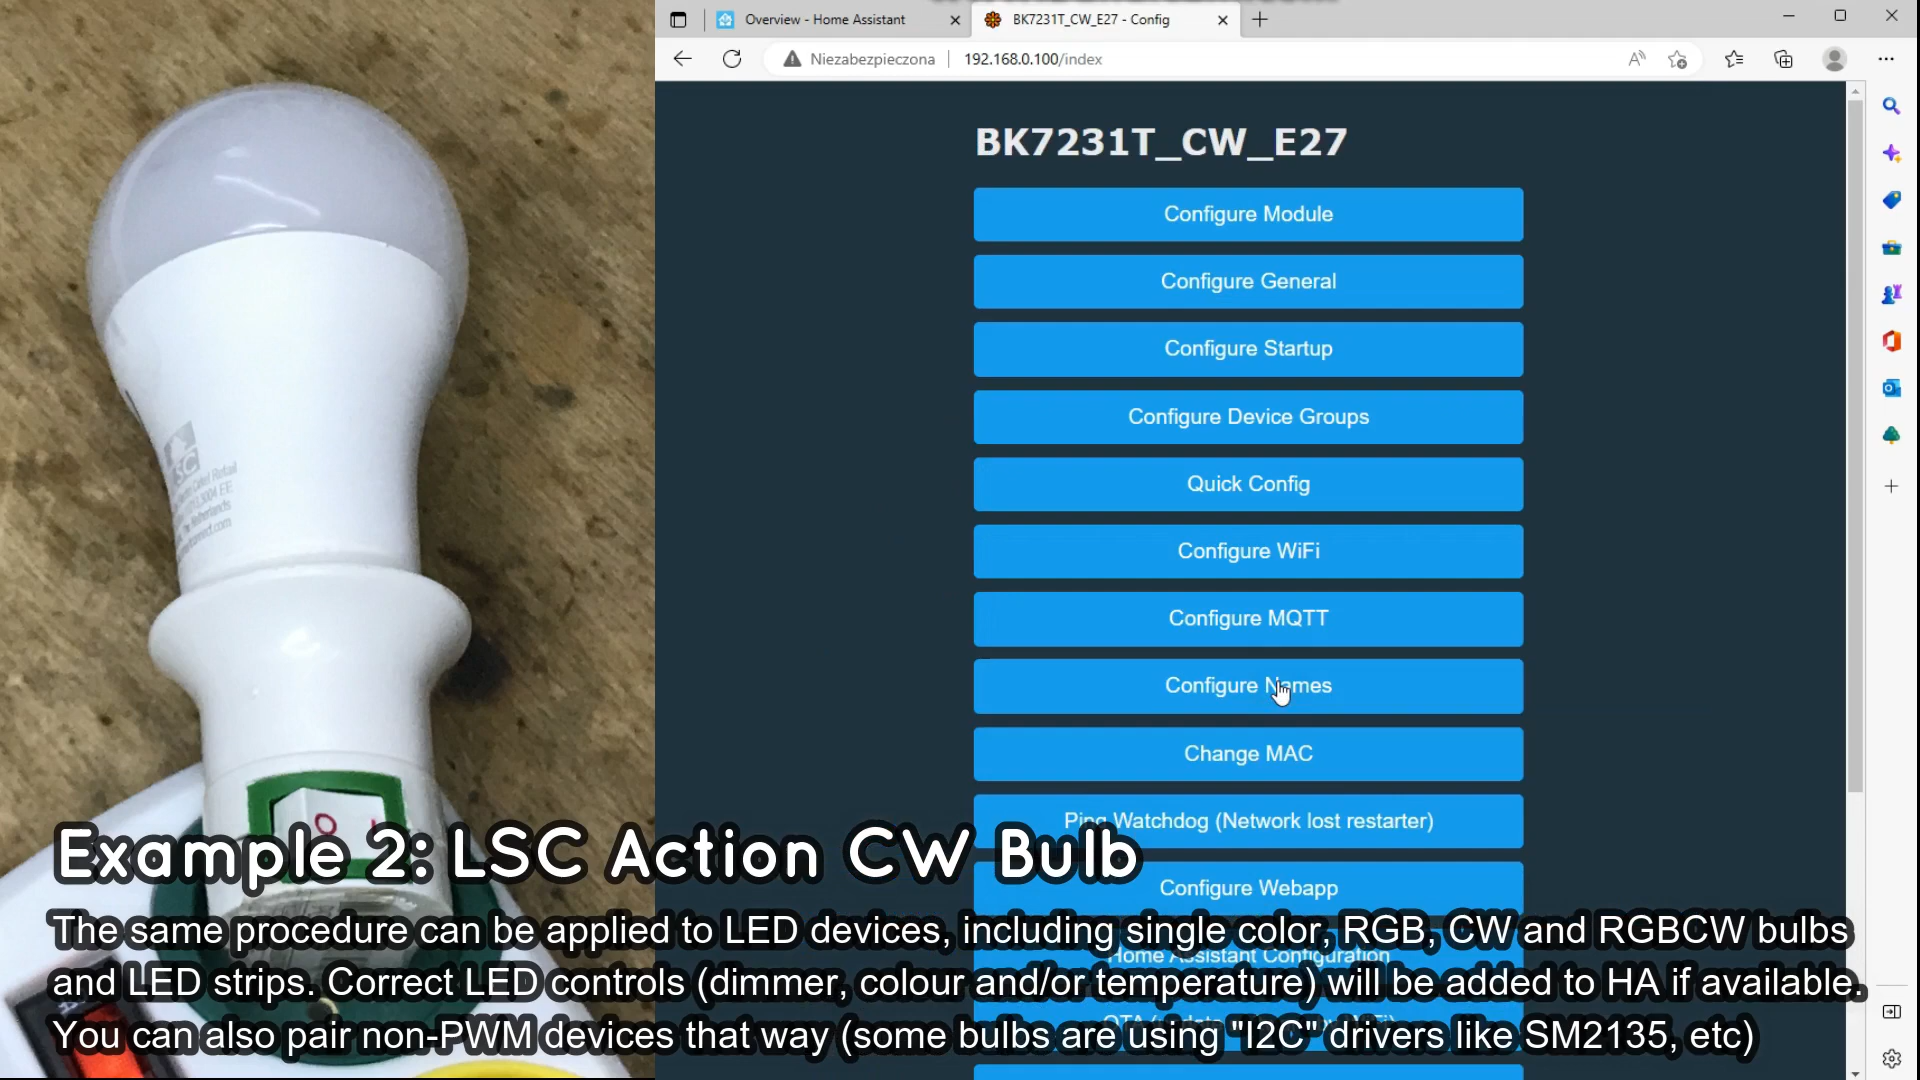 Overview - Home Assistant
BK7231T_CW_E27 - Config
Niezabezpieczona
192.168.0.100/index
BK7231T_CW_E27
Configure Module
Configure General
Configure Startup
Configure Device Groups
Quick Config
Configure WiFi
Configure MQTT
Configure Names
Change MAC
Ping Watchdog (Network lost restarter)
Configure Webapp
Home Assistant Configuration
Example 2: LSC Action CW Bulb
The same procedure can be applied to LED devices, including single color, RGB, CW and RGBCW bulbs
and LED strips. Correct LED controls (dimmer, colour and/or temperature) will be added to HA if available.
You can also pair non-PWM devices that way (some bulbs are using "I2C" drivers like SM2135, etc)